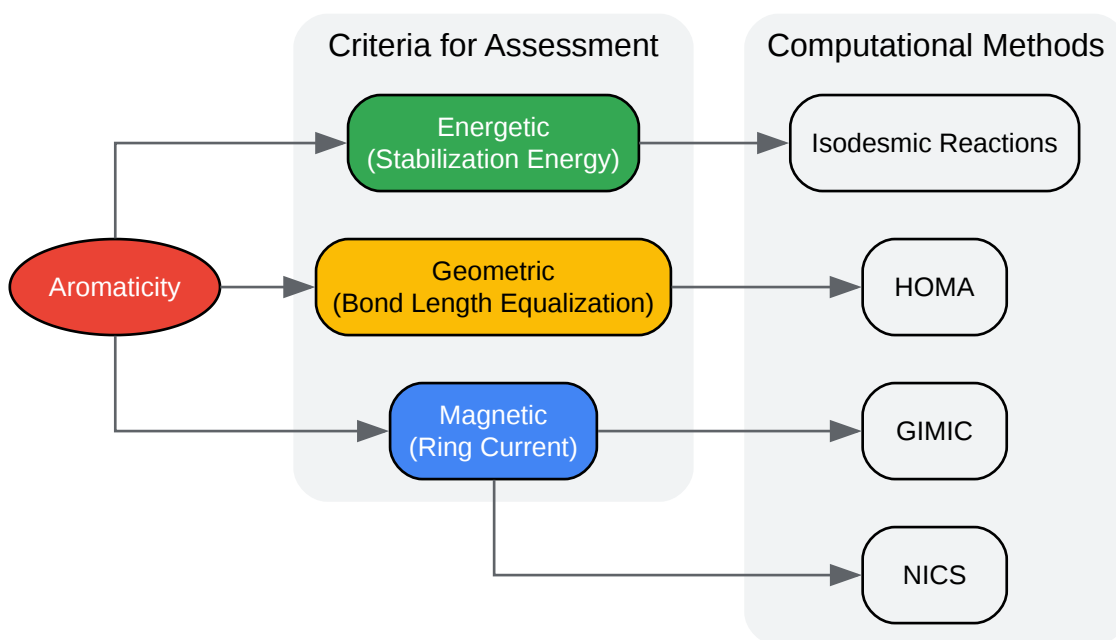 Criteria for Assessment
Computational Methods
Energetic
(Stabilization Energy)
Isodesmic Reactions
Aromaticity
Geometric
(Bond Length Equalization)
HOMA
Magnetic
(Ring Current)
GIMIC
NICS